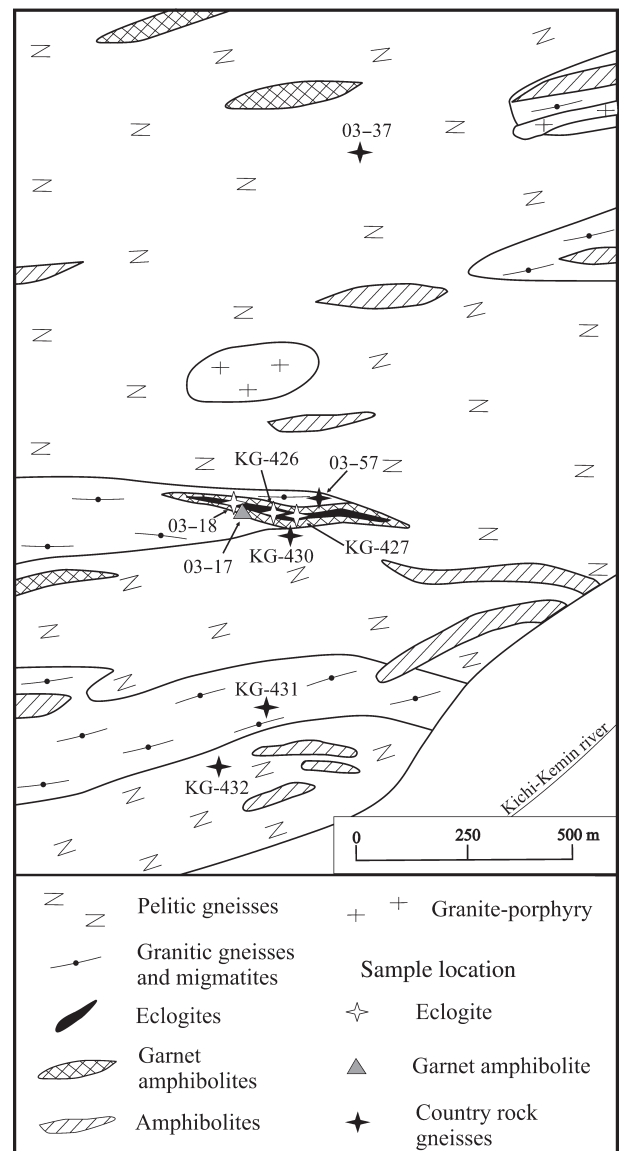 03–37
KG-426
03–57
03–18
03–17
KG-430
KG-427
KG-431
KG-432
Kichi-Kemin river
0
250
500 m
Pelitic gneisses
Granite-porphyry
Granitic gneisses
and migmatites
Sample location
Eclogites
Eclogite
Garnet
amphibolites
Garnet amphibolite
Amphibolites
Country rock
gneisses